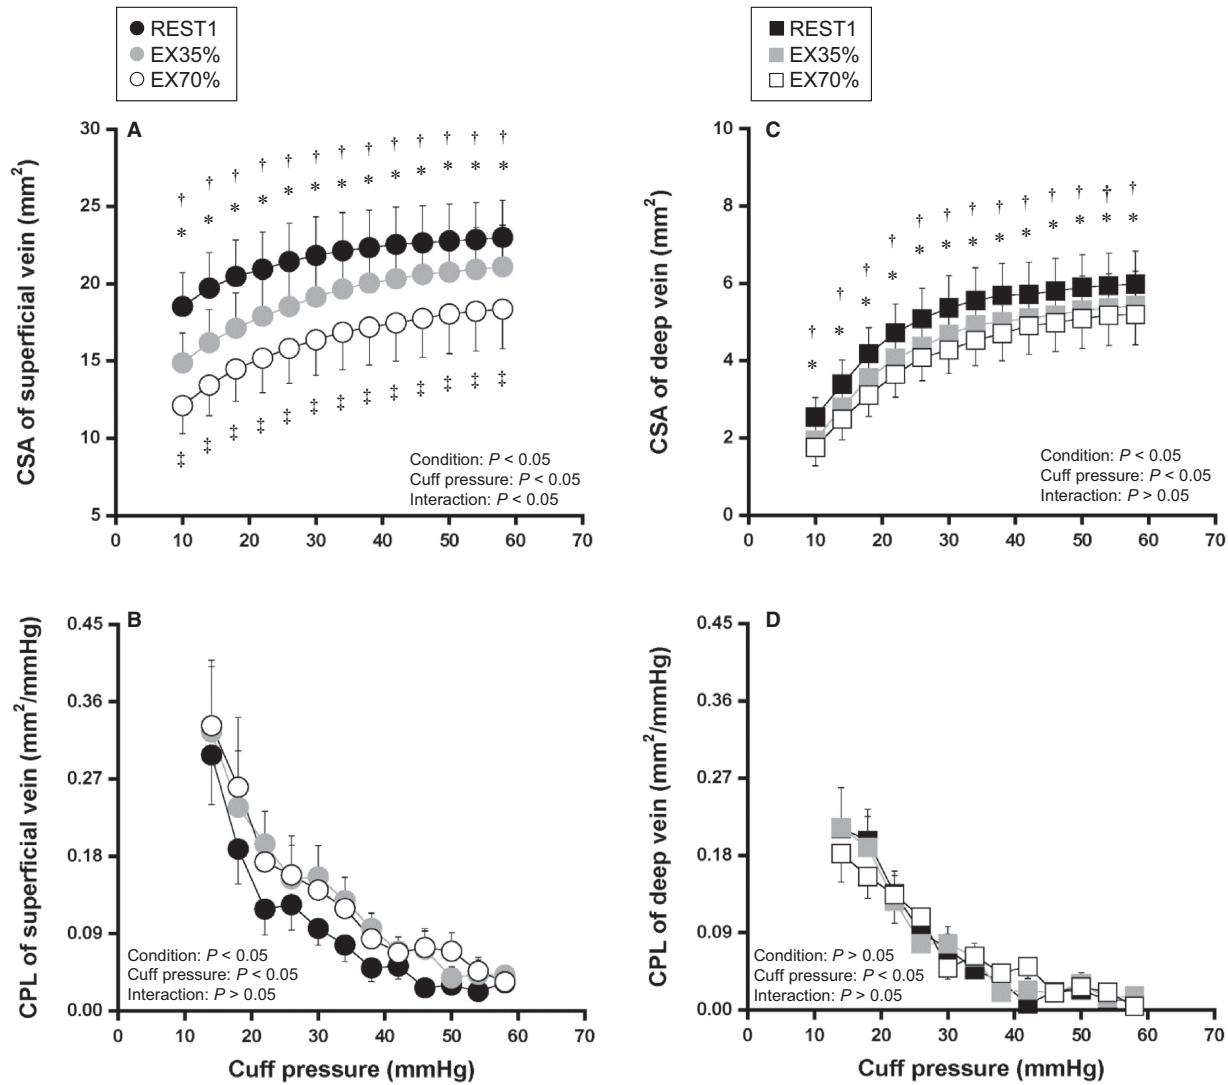 REST1
EX35%
EX70%
REST1
EX35%
EX70%
A
30
25
20
15
10
5
CSA of superficial vein (mm²)
† † † † † † † † † † † † †
* * * * * * * * * * * * *
‡ ‡ ‡ ‡ ‡ ‡ ‡ ‡ ‡ ‡ ‡ ‡ ‡
Condition: P < 0.05
Cuff pressure: P < 0.05
Interaction: P < 0.05
0 10 20 30 40 50 60 70
C
10
8
6
4
2
0
CSA of deep vein (mm²)
† † † † † † † † † † † † †
* * * * * * * * * * * * *
Condition: P < 0.05
Cuff pressure: P < 0.05
Interaction: P > 0.05
0 10 20 30 40 50 60 70
B
0.45
0.36
0.27
0.18
0.09
0.00
CPL of superficial vein (mm²/mmHg)
Condition: P < 0.05
Cuff pressure: P < 0.05
Interaction: P > 0.05
0 10 20 30 40 50 60 70
Cuff pressure (mmHg)
D
0.45
0.36
0.27
0.18
0.09
0.00
CPL of deep vein (mm²/mmHg)
Condition: P > 0.05
Cuff pressure: P < 0.05
Interaction: P > 0.05
0 10 20 30 40 50 60 70
Cuff pressure (mmHg)